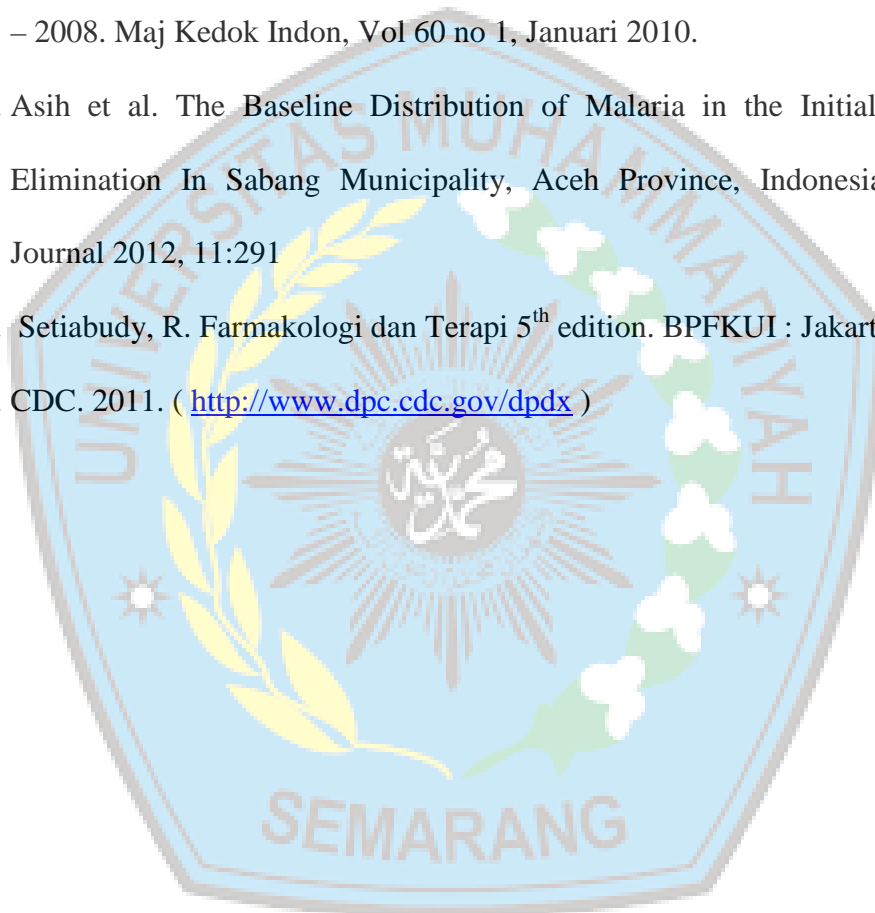 – 2008. Maj Kedok Indon, Vol 60 no 1, Januari 2010.
Asih et al. The Baseline Distribution of Malaria in the Initial
Elimination In Sabang Municipality, Aceh Province, Indonesia
Journal 2012, 11:291
Setiabudy, R. Farmakologi dan Terapi 5th edition. BPFKUI : Jakart
CDC. 2011. ( http://www.dpc.cdc.gov/dpdx )
UNIVERSITAS MUHAMMADIYAH
SEMARANG